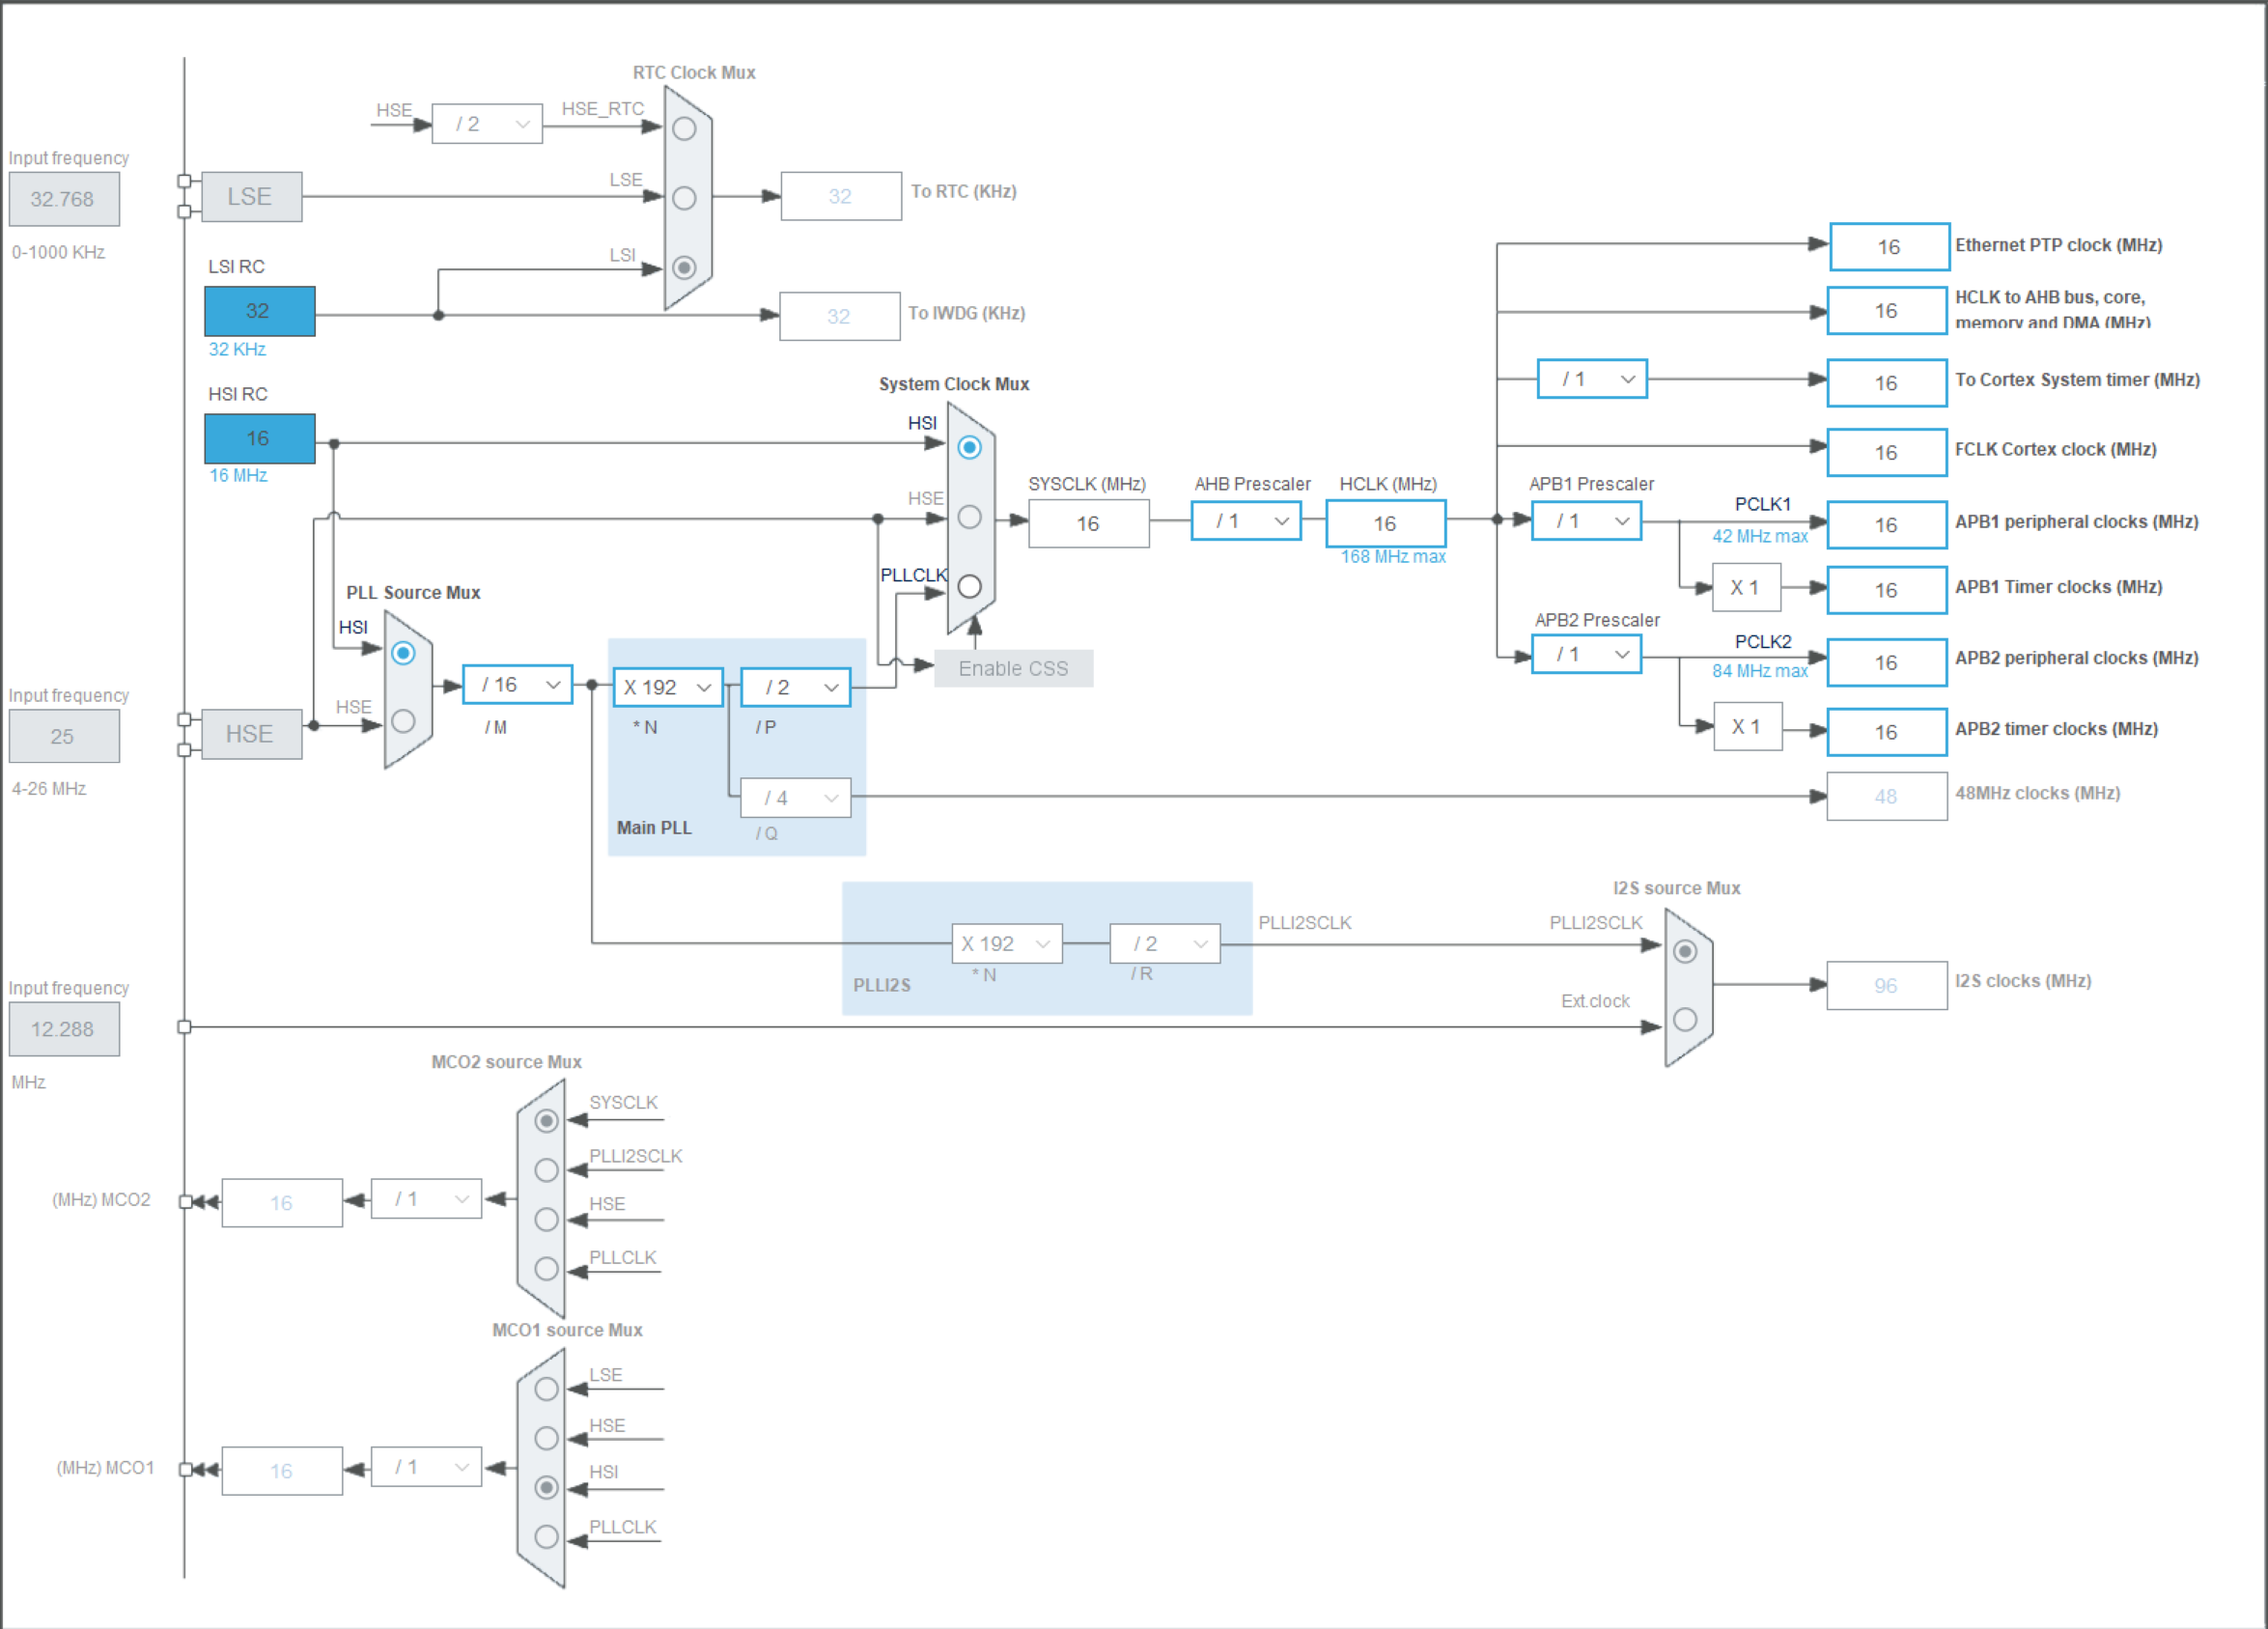 RTC Clock Mux
HSE
/ 2
HSE_RTC
Input frequency
32.768
0-1000 KHz
LSE
LSE
32
To RTC (KHz)
LSI RC
32
32 KHz
LSI
32
To IWDG (KHz)
HSI RC
16
16 MHz
System Clock Mux
HSI
HSE
PLLCLK
Enable CSS
SYSCLK (MHz)
16
AHB Prescaler
/ 1
HCLK (MHz)
16
168 MHz max
16
Ethernet PTP clock (MHz)
16
HCLK to AHB bus, core,
memory and DMA (MHz)
/ 1
16
To Cortex System timer (MHz)
16
FCLK Cortex clock (MHz)
APB1 Prescaler
/ 1
PCLK1
42 MHz max
16
APB1 peripheral clocks (MHz)
X 1
16
APB1 Timer clocks (MHz)
APB2 Prescaler
/ 1
PCLK2
84 MHz max
16
APB2 peripheral clocks (MHz)
X 1
16
APB2 timer clocks (MHz)
PLL Source Mux
HSI
HSE
Input frequency
25
4-26 MHz
HSE
/ 16
/ M
X 192
* N
/ 2
/ P
/ 4
/ Q
Main PLL
48
48MHz clocks (MHz)
X 192
* N
/ 2
/ R
PLLI2S
PLLI2SCLK
I2S source Mux
PLLI2SCLK
Ext.clock
96
I2S clocks (MHz)
Input frequency
12.288
MHz
MCO2 source Mux
SYSCLK
PLLI2SCLK
HSE
PLLCLK
(MHz) MCO2
16
/ 1
MCO1 source Mux
LSE
HSE
HSI
PLLCLK
(MHz) MCO1
16
/ 1